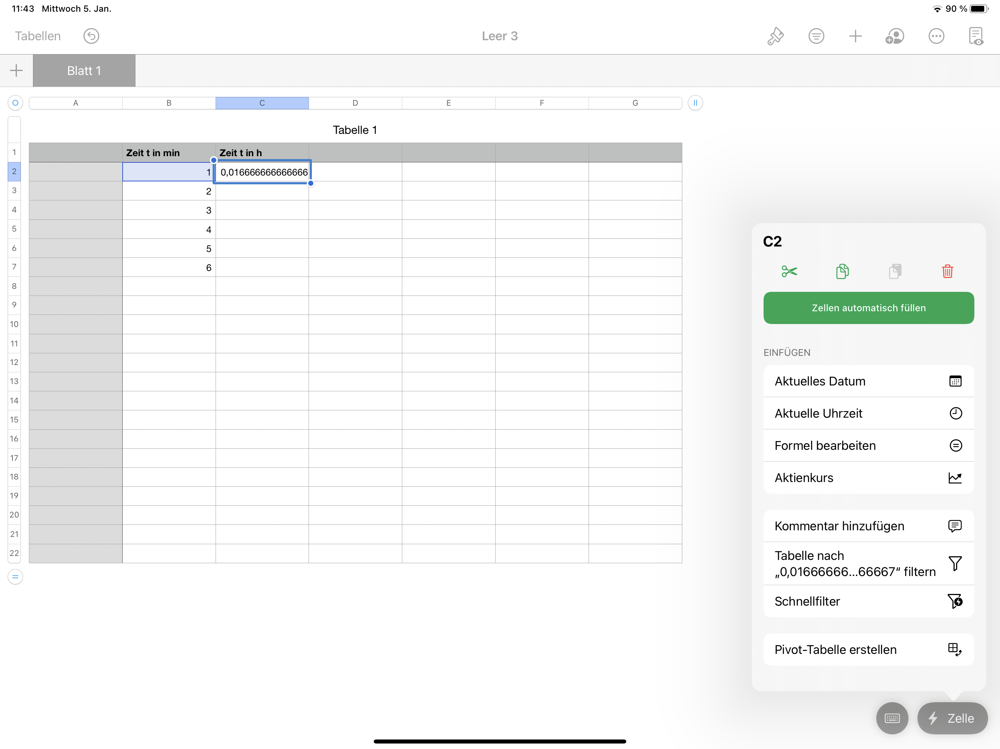 11:43 Mittwoch 5. Jan.
90 %
Tabellen
Leer 3
Blatt 1
A B C D E F G
Tabelle 1
1 Zeit t in min Zeit t in h
2 1 0,016666666666666
3 2
4 3
5 4
6 5
7 6
8
9
10
11
12
13
14
15
16
17
18
19
20
21
22
C2
Zellen automatisch füllen
EINFÜGEN
Aktuelles Datum
Aktuelle Uhrzeit
Formel bearbeiten
Aktienkurs
Kommentar hinzufügen
Tabelle nach
„0,01666666...66667“ filtern
Schnellfilter
Pivot-Tabelle erstellen
Zelle